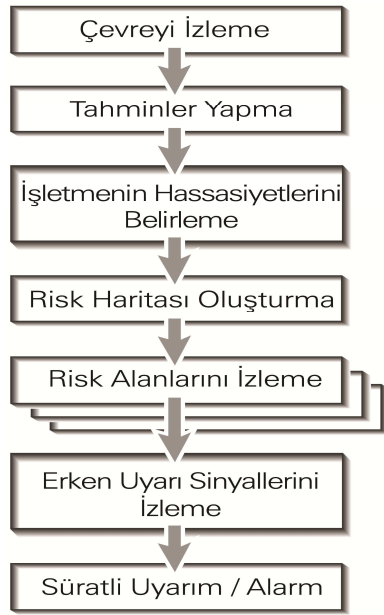 Çevreyi İzleme
Tahminler Yapma
İşletmenin Hassasiyetlerini
Belirleme
Risk Haritası Oluşturma
Risk Alanlarını İzleme
Erken Uyarı Sinyallerini
İzleme
Süratli Uyarım / Alarm